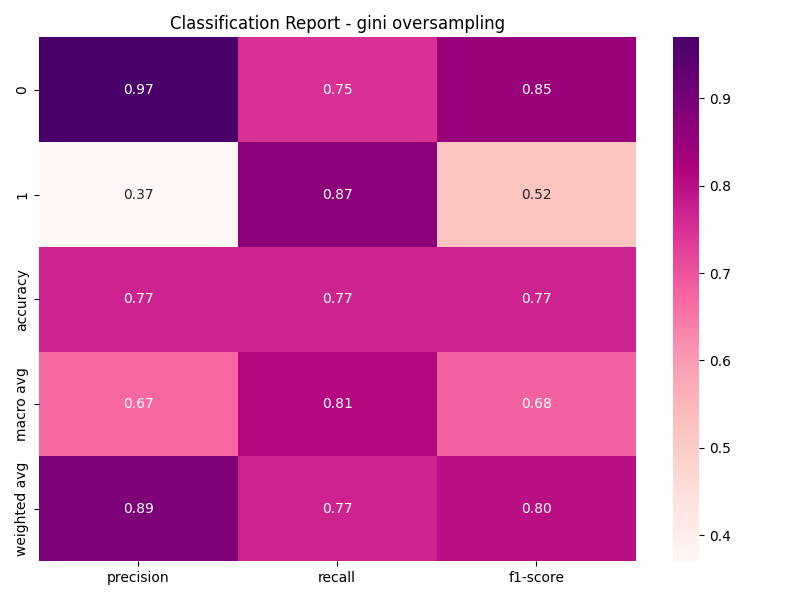 Classification Report - gini oversampling
0 0.97 0.75 0.85
1 0.37 0.87 0.52
accuracy 0.77 0.77 0.77
macro avg 0.67 0.81 0.68
weighted avg 0.89 0.77 0.80
precision recall f1-score
0.9
0.8
0.7
0.6
0.5
0.4